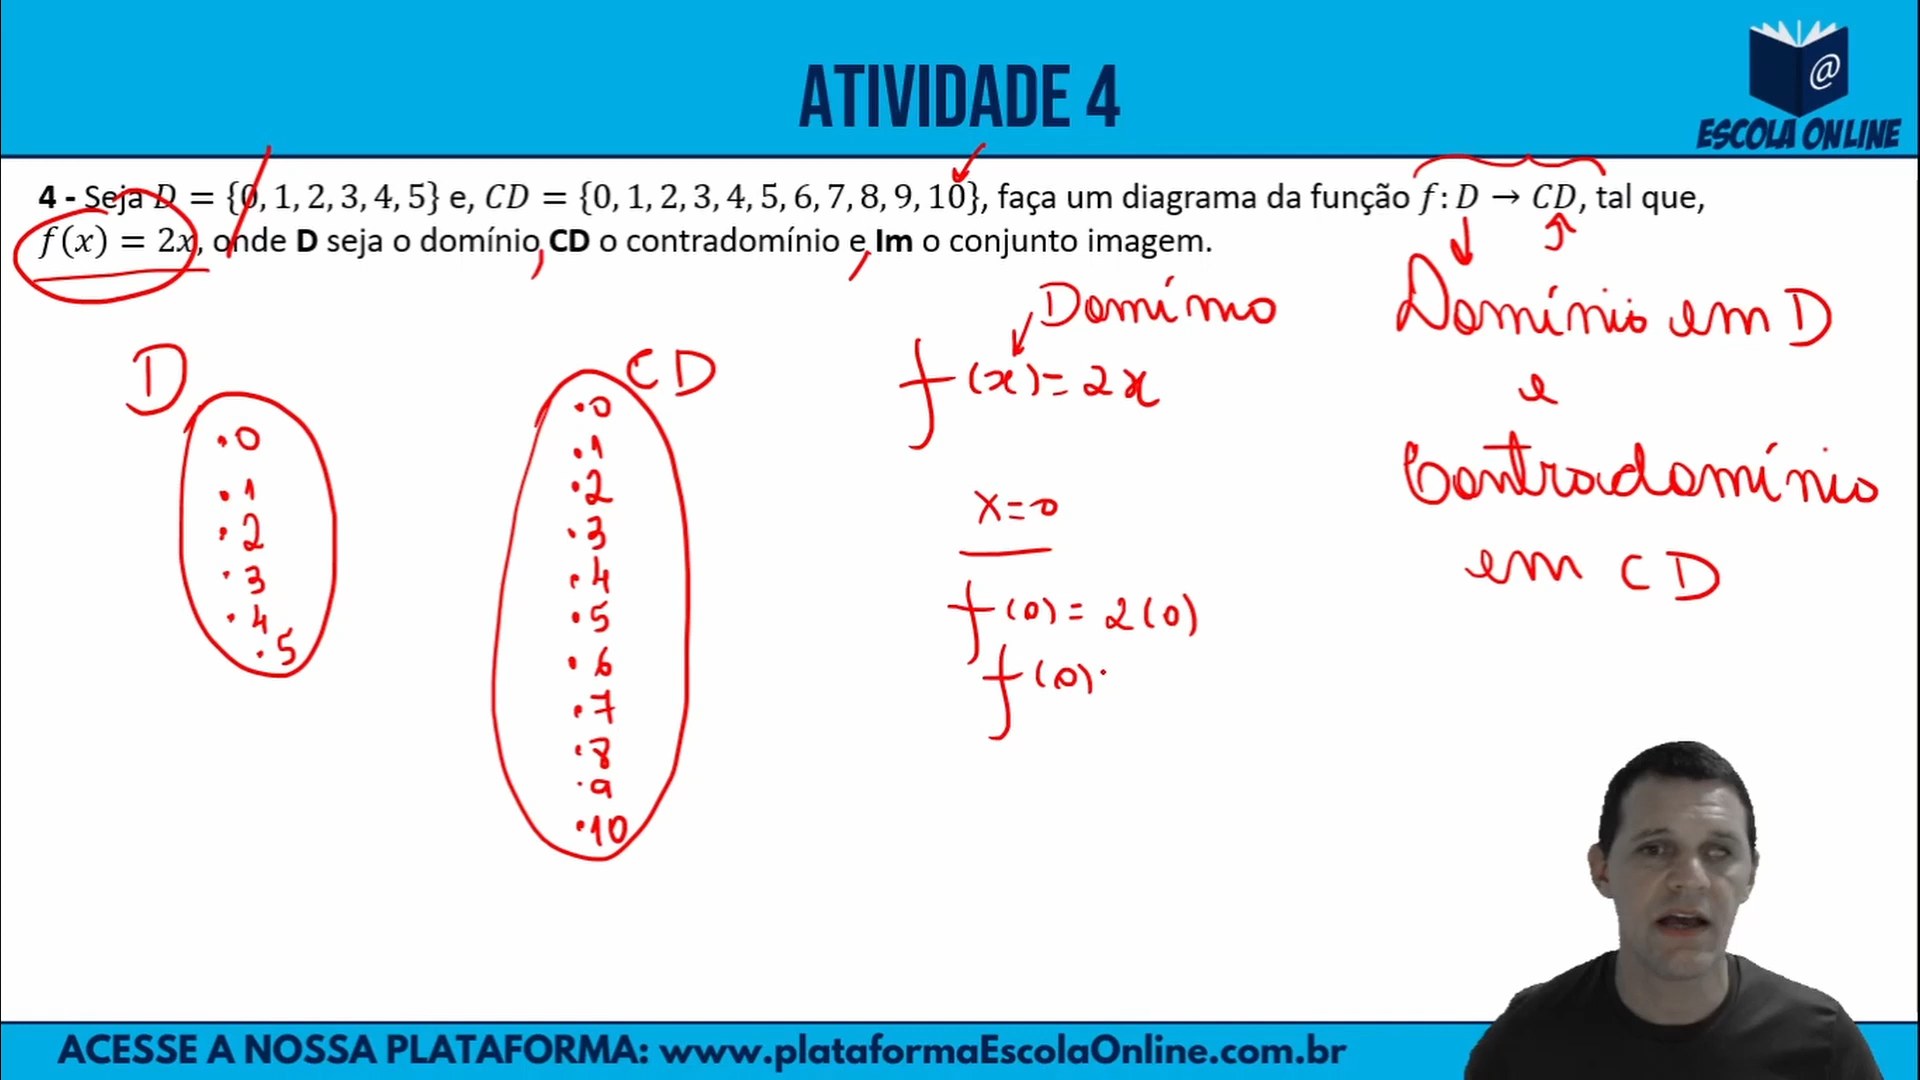 ATIVIDADE 4
@
ESCOLA ONLINE
4 - Seja D = {0, 1, 2, 3, 4, 5} e, CD = {0, 1, 2, 3, 4, 5, 6, 7, 8, 9, 10}, faça um diagrama da função f: D → CD, tal que,
f(x) = 2x, onde D seja o domínio, CD o contradomínio e, Im o conjunto imagem.
D
.0
.1
.2
.3
.4
.5
CD
.0
.1
.2
.3
.4
.5
.6
.7
.8
.9
.10
Domínio
f(x) = 2x
x=0
f(0) = 2(0)
f(0)
Domínio em D
e
Contradomínio
em CD
ACESSE A NOSSA PLATAFORMA: www.plataformaEscolaOnline.com.br